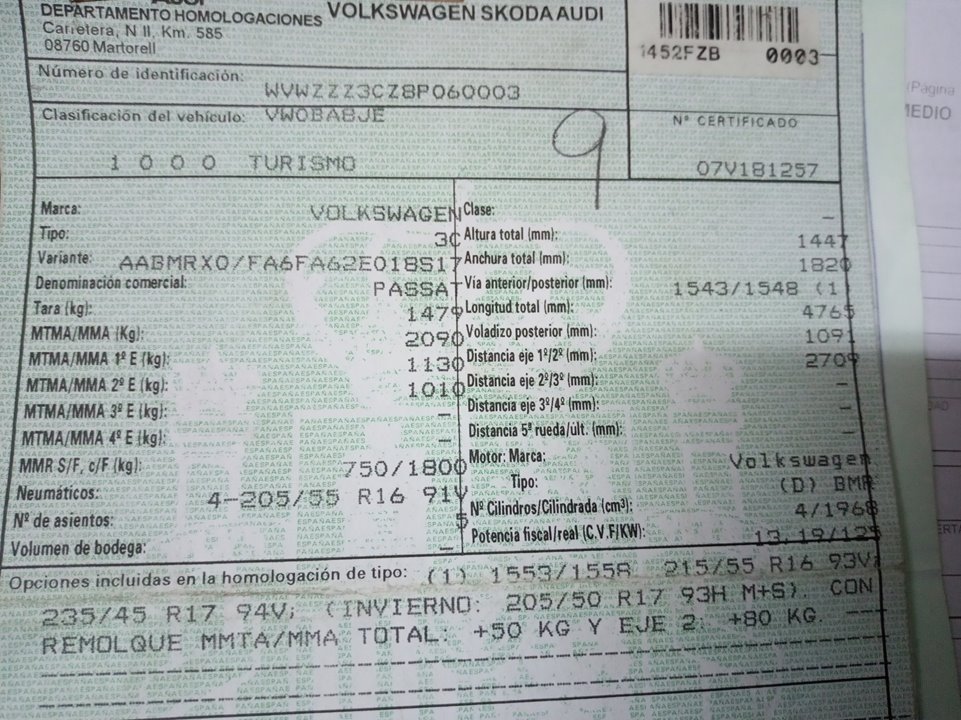 DEPARTAMENTO HOMOLOGACIONES VOLKSWAGEN SKODA AUDI
Carretera, N II, Km. 585
08760 Martorell
1452FZB 0003
Número de identificación:
WVWZZZ3CZ8P060003
Clasificación del vehículo: VWOBABJE
1 0 0 0 TURISMO
9
Nº CERTIFICADO
07V181257
Marca: VOLKSWAGEN
Tipo: 3C
Variante: AABMRX0/FA6FA62E018S17
Denominación comercial: PASSAT
Tara (kg): 1479
MTMA/MMA (Kg): 2090
MTMA/MMA 1º E (kg): 1130
MTMA/MMA 2º E (kg): 1010
MTMA/MMA 3º E (kg): –
MTMA/MMA 4º E (kg): –
MMR S/F, c/F (kg): 750/1800
Neumáticos: 4-205/55 R16 91V
Nº de asientos: 5
Volumen de bodega: –
Clase: –
Altura total (mm): 1447
Anchura total (mm): 1820
Vía anterior/posterior (mm): 1543/1548 (1
Longitud total (mm): 4765
Voladizo posterior (mm): 1091
Distancia eje 1º/2º (mm): 2709
Distancia eje 2º/3º (mm): –
Distancia eje 3º/4º (mm): –
Distancia 5ª rueda/ult. (mm): –
Motor: Marca: Volkswagen
Tipo: (D) BMR
Nº Cilindros/Cilindrada (cm³): 4/1968
Potencia fiscal/real (C.V.F/KW): 13,19/125
Opciones incluidas en la homologación de tipo: (1) 1553/1558 215/55 R16 93V;
235/45 R17 94V; (INVIERNO: 205/50 R17 93H M+S). CON
REMOLQUE MMTA/MMA TOTAL: +50 KG Y EJE 2: +80 KG.
(Página
MEDIO